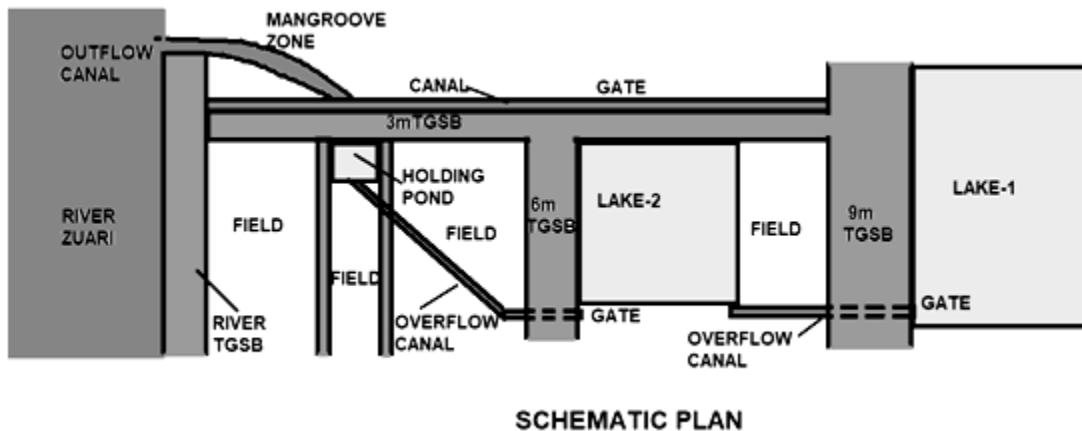 MANGROOVE
ZONE
OUTFLOW
CANAL
CANAL
GATE
3mTGSB
HOLDING
POND
RIVER
ZUARI
FIELD
FIELD
FIELD
6m
TGSB
LAKE-2
FIELD
9m
TGSB
LAKE-1
RIVER
TGSB
OVERFLOW
CANAL
GATE
OVERFLOW
CANAL
GATE
SCHEMATIC PLAN